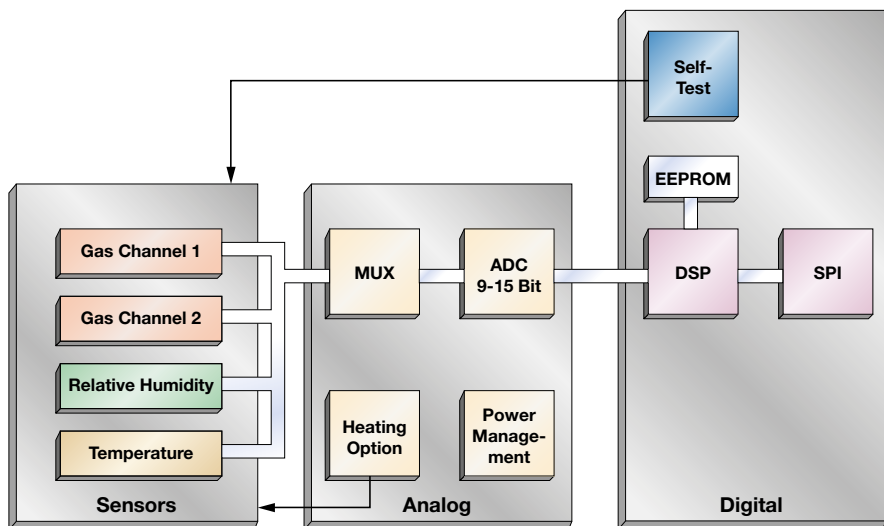 Self-
Test
EEPROM
Gas Channel 1
MUX
ADC
9-15 Bit
DSP
SPI
Gas Channel 2
Relative Humidity
Temperature
Heating
Option
Power
Manage-
ment
Sensors
Analog
Digital